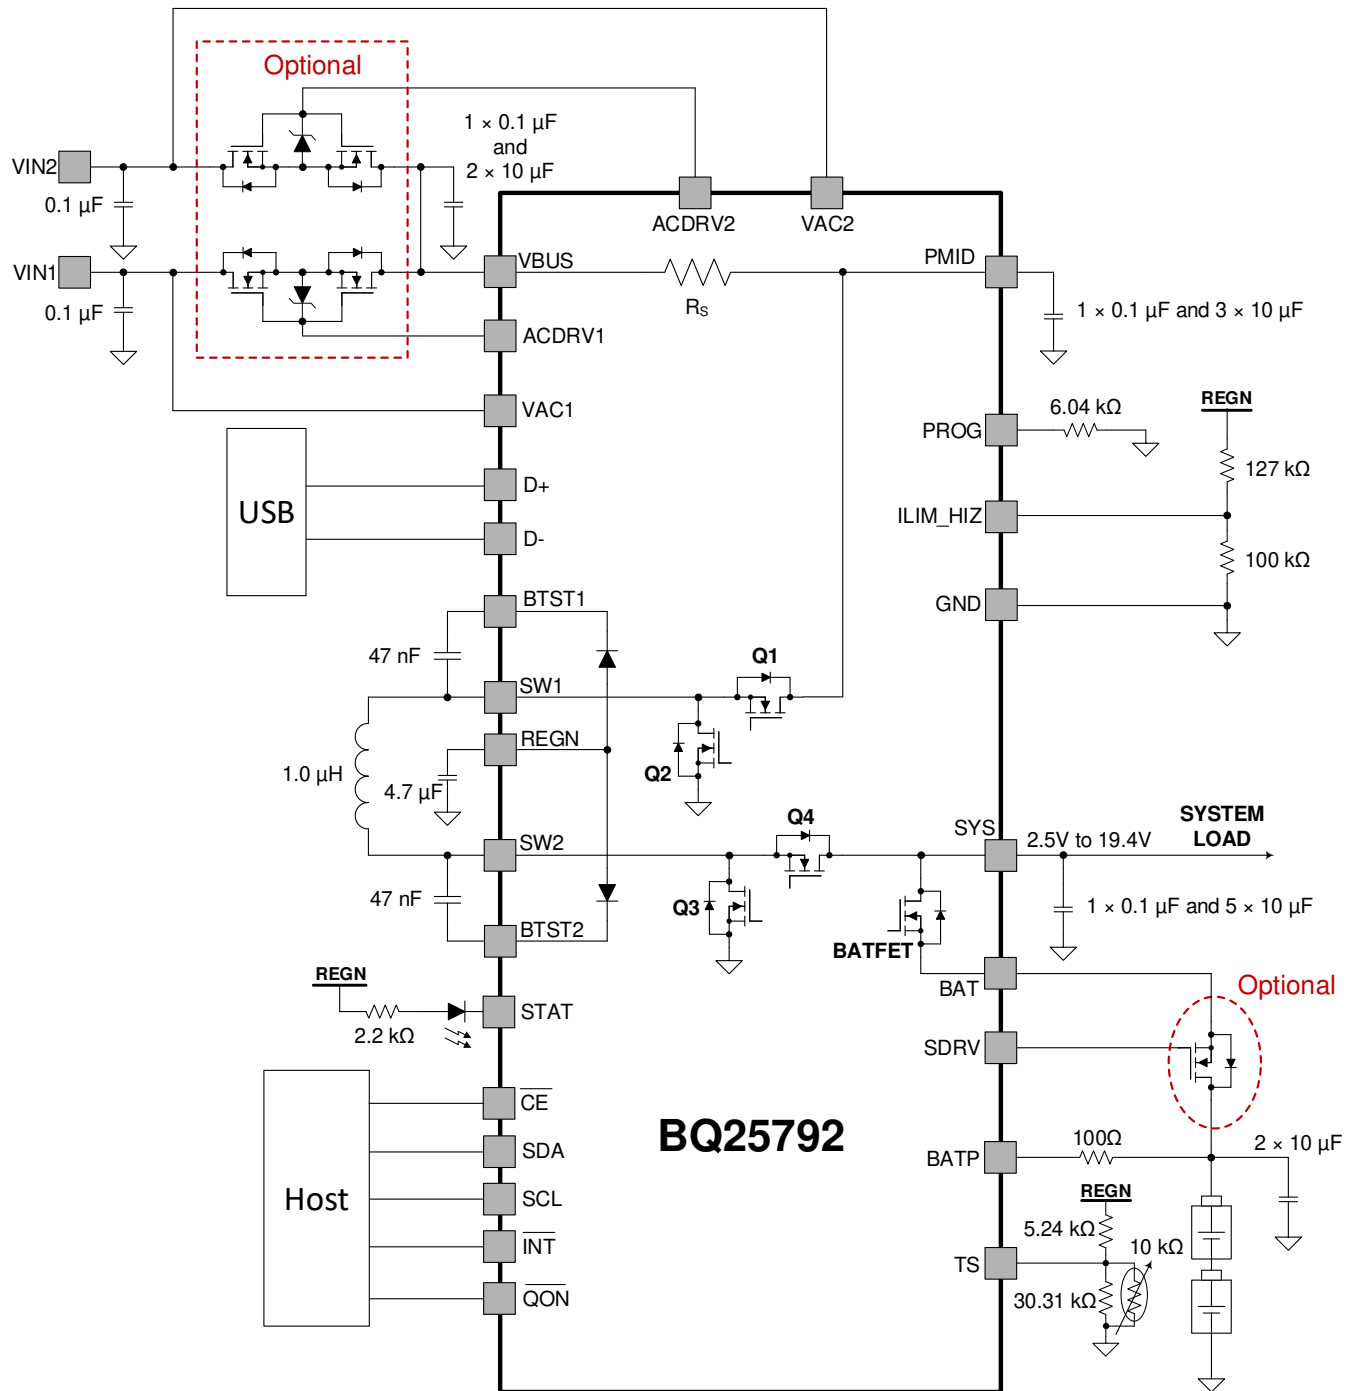 Optional
1 × 0.1 µF
and
2 × 10 µF
VIN2
0.1 µF
ACDRV2
VAC2
VIN1
0.1 µF
VBUS
RS
PMID
1 × 0.1 µF and 3 × 10 µF
ACDRV1
VAC1
PROG
6.04 kΩ
REGN
127 kΩ
USB
D+
D-
ILIM_HIZ
100 kΩ
GND
BTST1
47 nF
Q1
SW1
REGN
Q2
1.0 µH
4.7 µF
SW2
Q4
SYS
2.5V to 19.4V
SYSTEM
LOAD
47 nF
Q3
1 × 0.1 µF and 5 × 10 µF
BTST2
BATFET
BAT
Optional
REGN
2.2 kΩ
STAT
SDRV
Host
CE
SDA
SCL
INT
QON
BQ25792
BATP
100Ω
2 × 10 µF
REGN
5.24 kΩ
10 kΩ
TS
30.31 kΩ